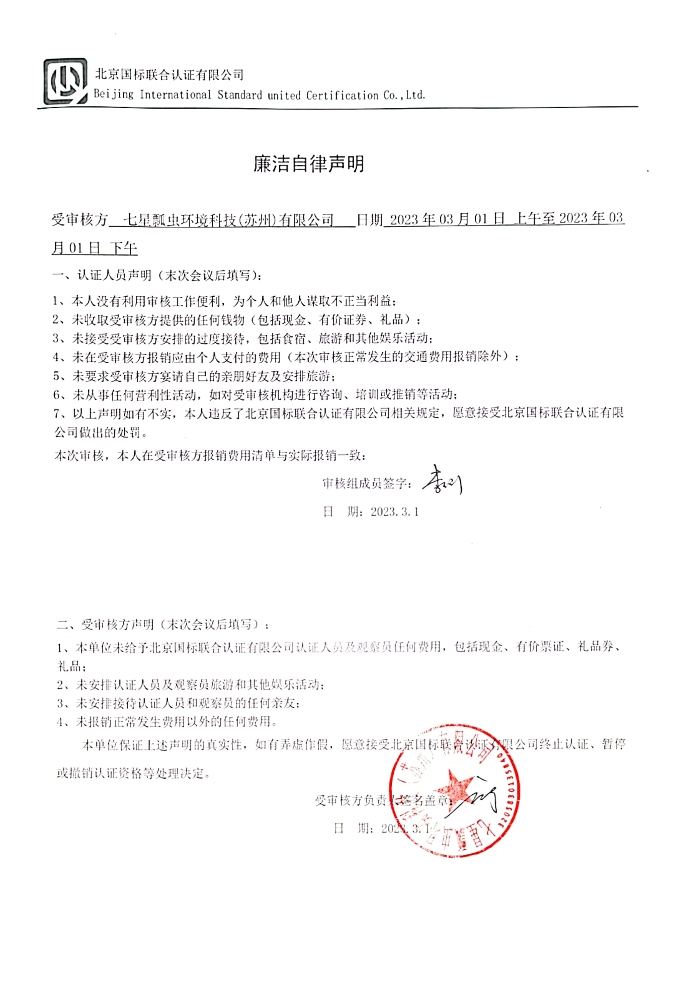 北京国标联合认证有限公司
Beijing International Standard united Certification Co.,Ltd.
廉洁自律声明
受审核方 七星瓢虫环境科技(苏州)有限公司 日期 2023 年 03 月 01 日 上午至 2023 年 03
月 01 日 下午
一、认证人员声明（末次会议后填写）：
1、本人没有利用审核工作便利，为个人和他人谋取不正当利益；
2、未收取受审核方提供的任何钱物（包括现金、有价证券、礼品）；
3、未接受受审核方安排的过度接待，包括食宿、旅游和其他娱乐活动；
4、未在受审核方报销应由个人支付的费用（本次审核正常发生的交通费用报销除外）；
5、未要求受审核方宴请自己的亲朋好友及安排旅游；
6、未从事任何营利性活动，如对受审核机构进行咨询、培训或推销等活动；
7、以上声明如有不实，本人违反了北京国标联合认证有限公司相关规定，愿意接受北京国标联合认证有限
公司做出的处罚。
本次审核，本人在受审核方报销费用清单与实际报销一致：
审核组成员签字：
日 期：2023.3.1
二、受审核方声明（末次会议后填写）：
1、本单位未给予北京国标联合认证有限公司认证人员及观察员任何费用，包括现金、有价票证、礼品券、
礼品；
2、未安排认证人员及观察员旅游和其他娱乐活动；
3、未安排接待认证人员和观察员的任何亲友；
4、未报销正常发生费用以外的任何费用。
本单位保证上述声明的真实性，如有弄虚作假，愿意接受北京国标联合认证有限公司终止认证、暂停
或撤销认证资格等处理决定。
受审核方负责人签名盖章：
日 期：2023.3.1
七星瓢虫环境科技（苏州）有限公司
3205830135840